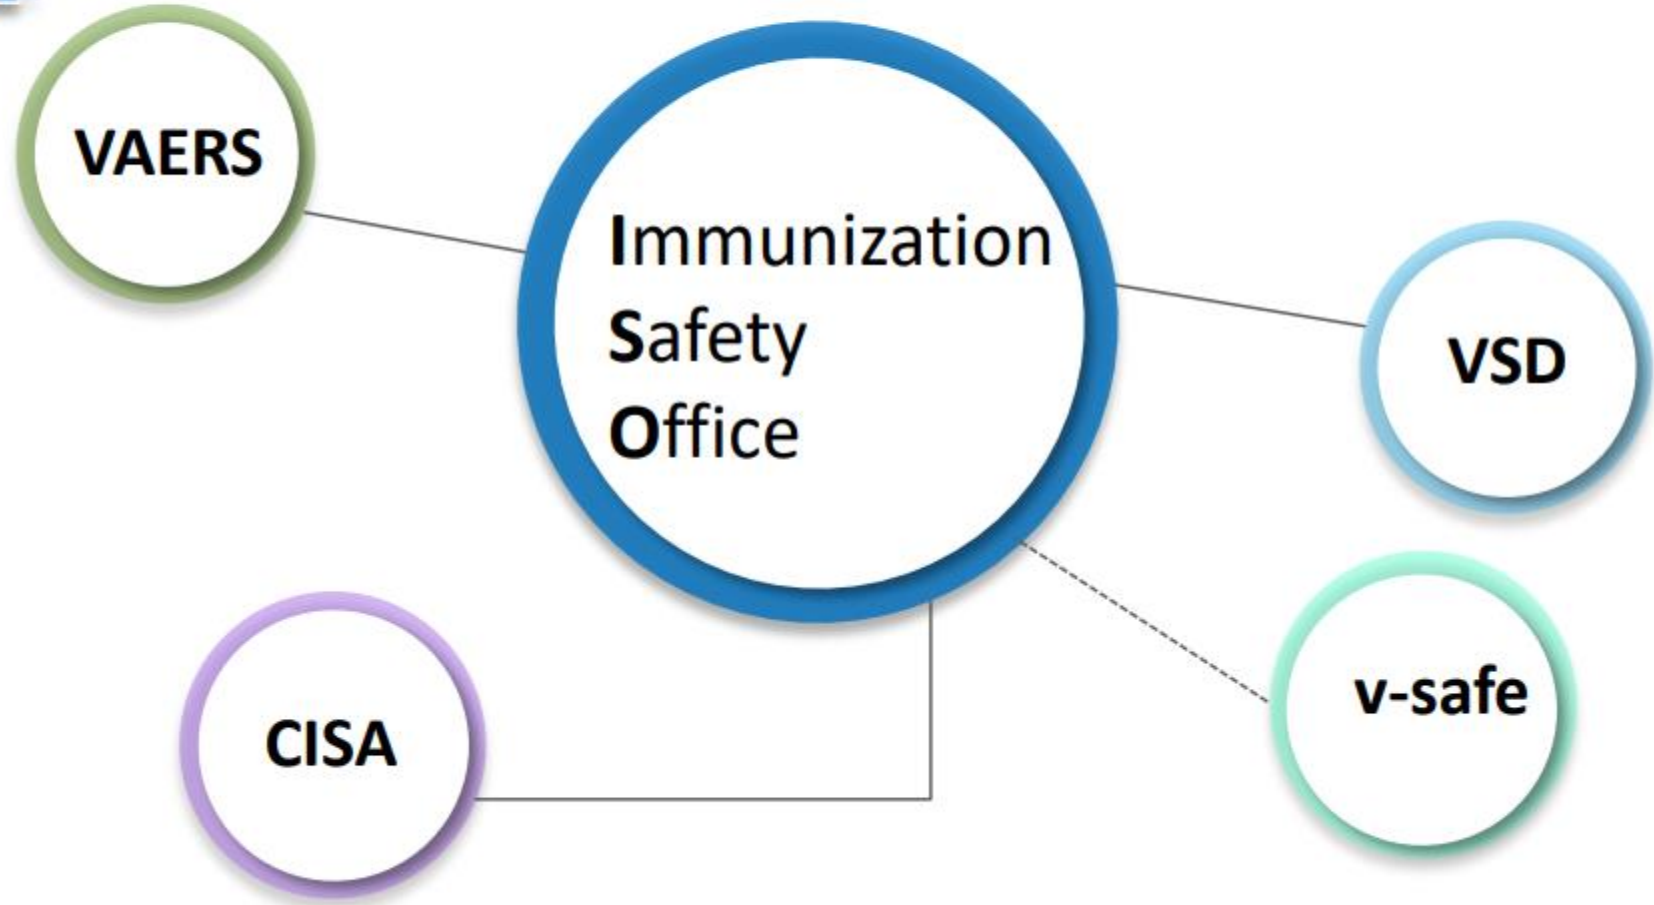 VAERS
Immunization
Safety
Office
VSD
v-safe
CISA